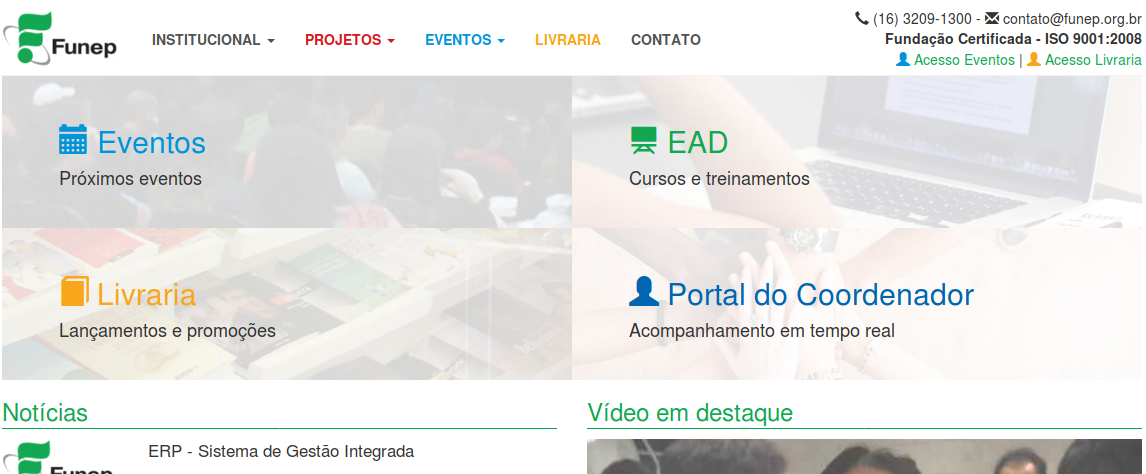 Funep
INSTITUCIONAL
PROJETOS
EVENTOS
LIVRARIA
CONTATO
(16) 3209-1300 - contato@funep.org.br
Fundação Certificada - ISO 9001:2008
Acesso Eventos | Acesso Livraria
Eventos
Próximos eventos
EAD
Cursos e treinamentos
Livraria
Lançamentos e promoções
Portal do Coordenador
Acompanhamento em tempo real
Notícias
Vídeo em destaque
ERP - Sistema de Gestão Integrada
Funep